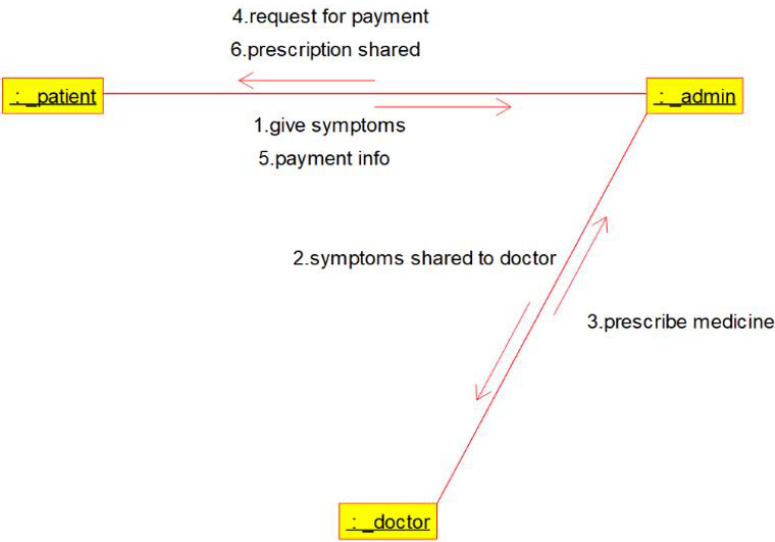 4.request for payment
6.prescription shared
: _patient
: _admin
1.give symptoms
5.payment info
2.symptoms shared to doctor
3.prescribe medicine
: _doctor